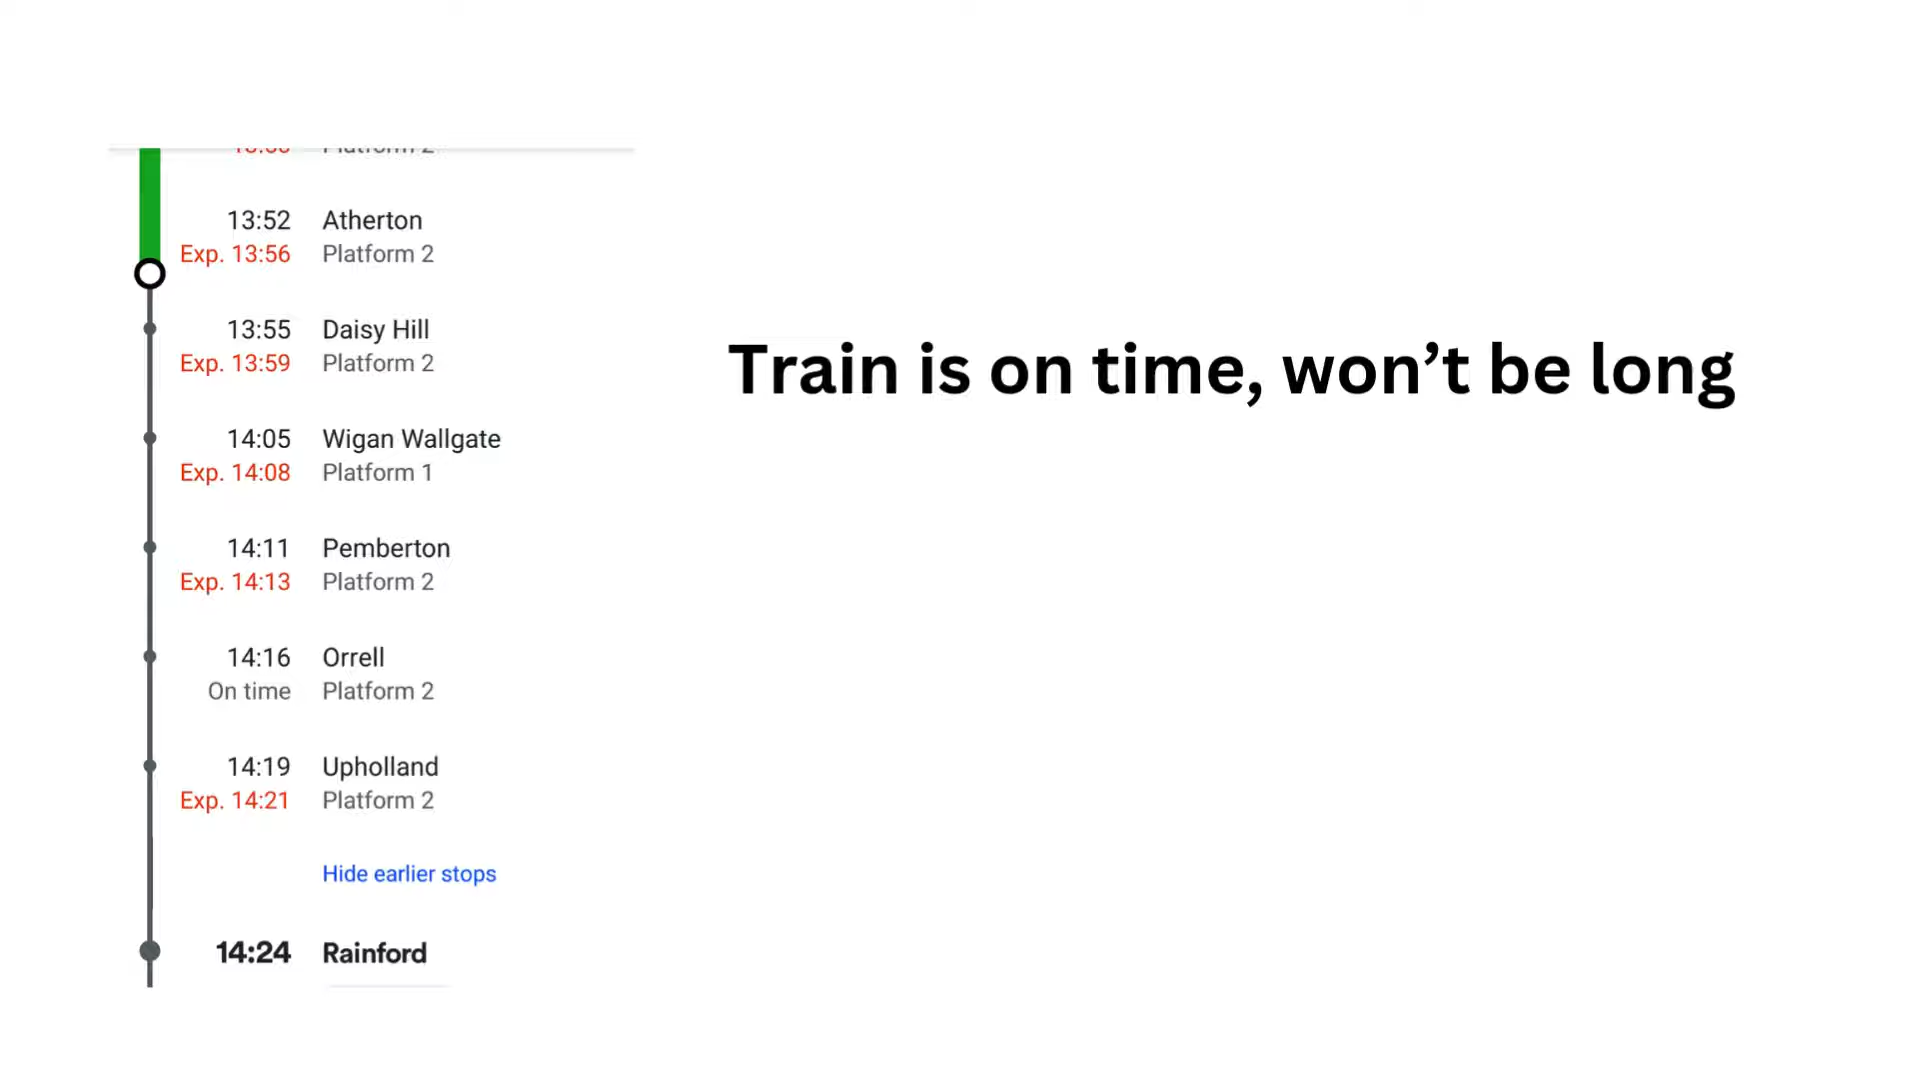 13:52 Atherton
Exp. 13:56 Platform 2
13:55 Daisy Hill
Exp. 13:59 Platform 2
14:05 Wigan Wallgate
Exp. 14:08 Platform 1
14:11 Pemberton
Exp. 14:13 Platform 2
14:16 Orrell
On time Platform 2
14:19 Upholland
Exp. 14:21 Platform 2
Hide earlier stops
14:24 Rainford
Train is on time, won’t be long